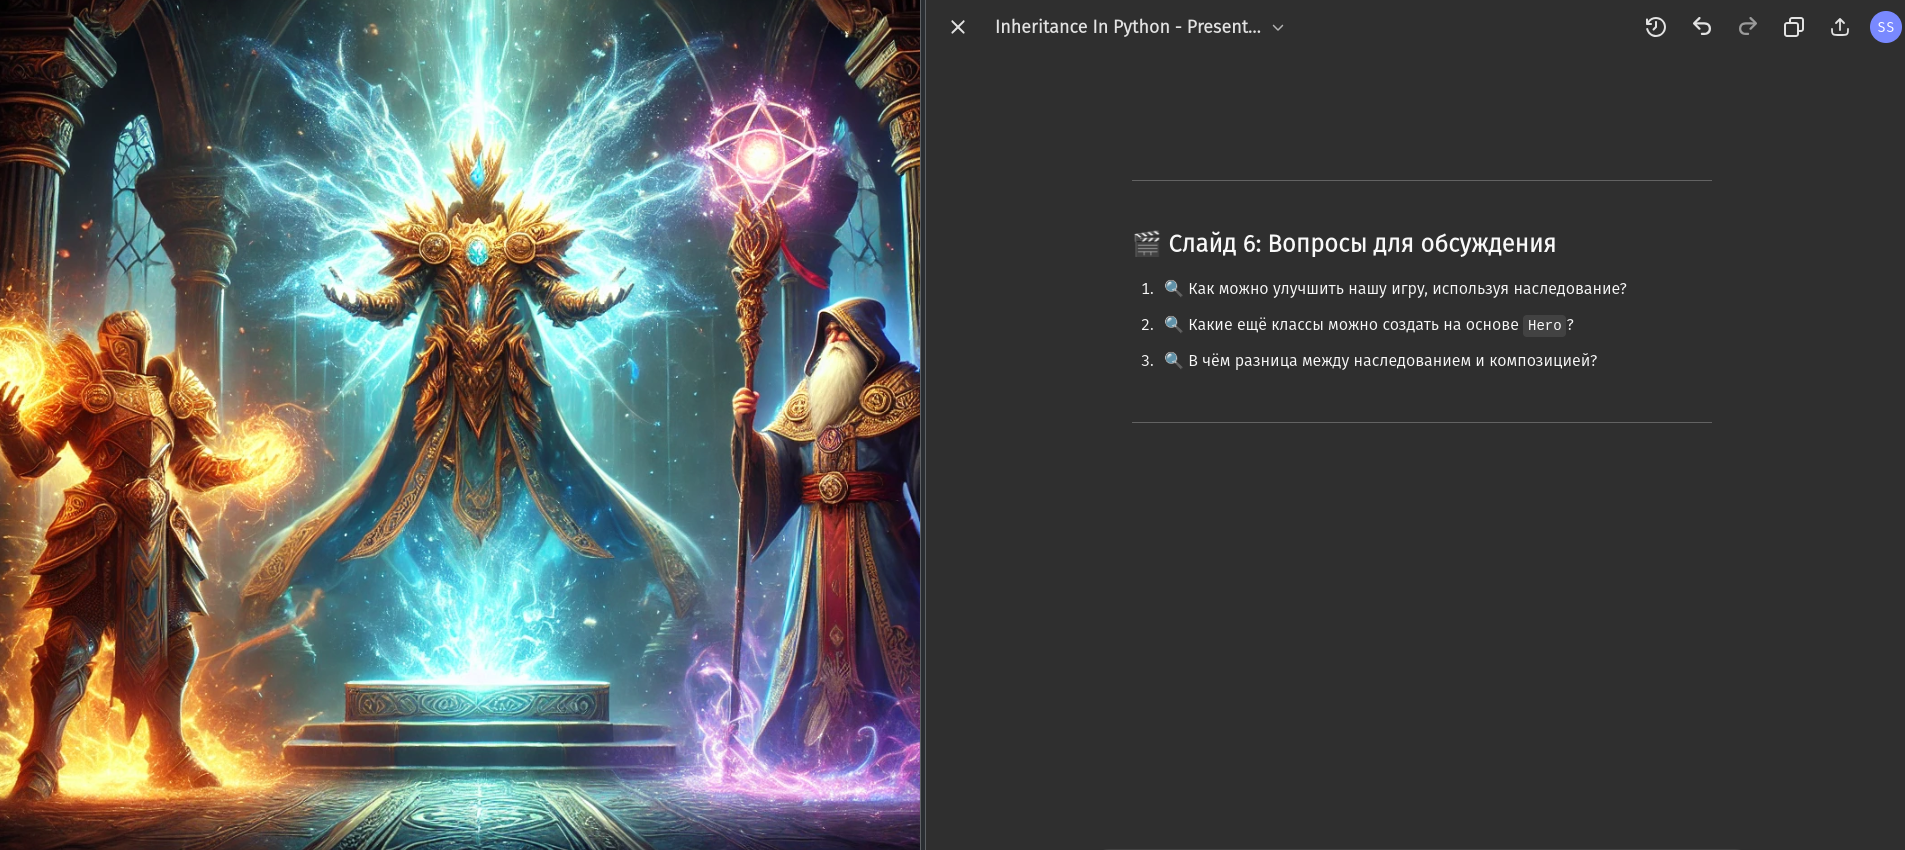 Inheritance In Python - Present...
SS
🎬 Слайд 6: Вопросы для обсуждения
1. 🔍 Как можно улучшить нашу игру, используя наследование?
2. 🔍 Какие ещё классы можно создать на основе Hero?
3. 🔍 В чём разница между наследованием и композицией?